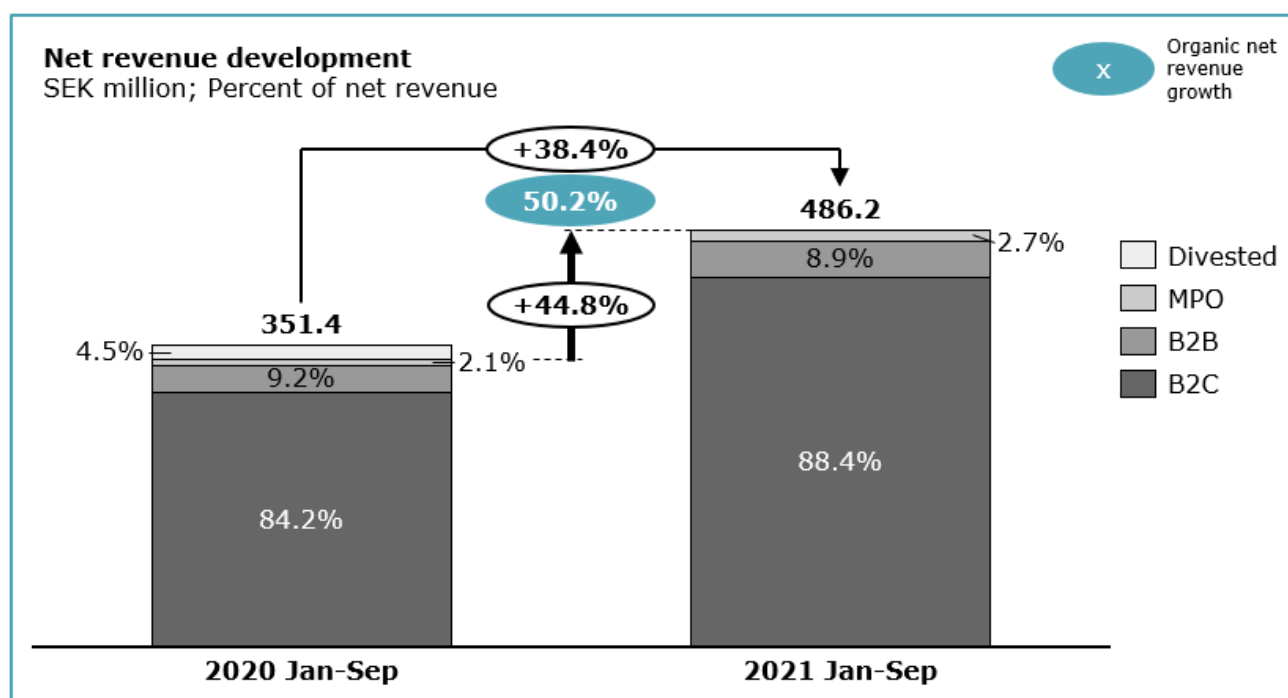 Net revenue development
SEK million; Percent of net revenue
x
Organic net
revenue
growth
+38.4%
50.2%
486.2
2.7%
8.9%
+44.8%
351.4
4.5%
2.1%
9.2%
88.4%
84.2%
Divested
MPO
B2B
B2C
2020 Jan-Sep
2021 Jan-Sep